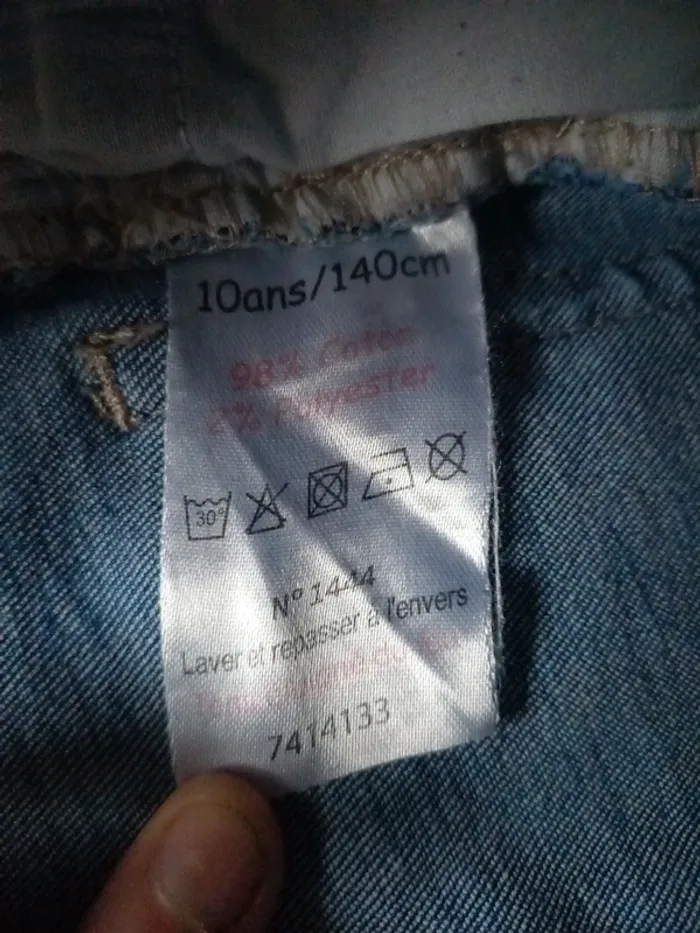 10ans/140cm
98% Coton
2% Polyester
30°
N° 1444
Laver et repasser à l'envers
7414133